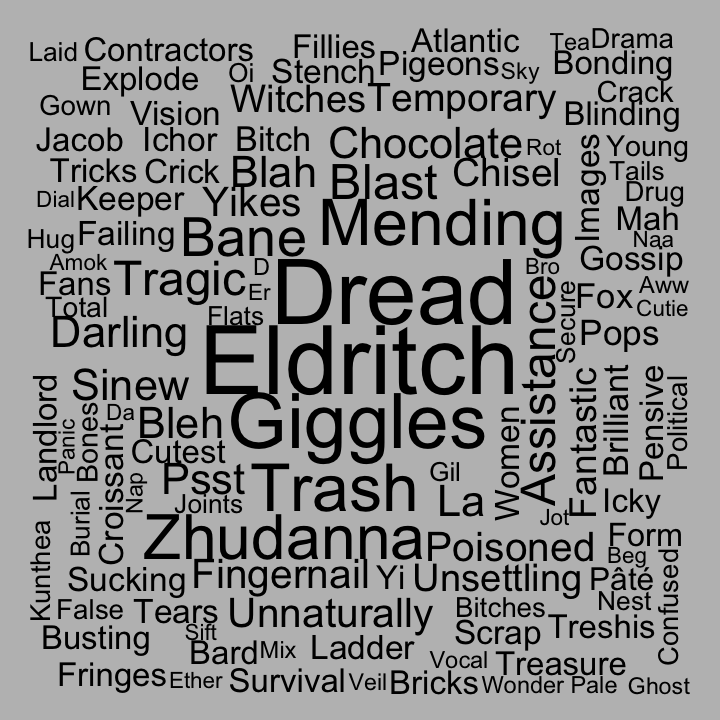 Laid Contractors Fillies Atlantic Tea Drama
Explode Oi Stench Pigeons Sky Bonding
Gown Vision Witches Temporary Crack Blinding
Jacob Ichor Bitch Chocolate Rot Images Young
Tricks Crick Blah Blast Chisel Tails
Dial Keeper Yikes Mending Drug Mah
Hug Failing Bane Naa Gossip
Amok Fans Tragic D Er Dread Bro Secure Fox Aww Cutie
Total Flats
Darling Eldritch Assistance Pops
Landlord Sinew Fantastic Brilliant Pensive Political
Panic Bones Da Bleh Giggles Women
Croissant Cutest
Nap Psst Trash Gil
Burial Joints La Jot Icky
Kunthea Zhudanna Poisoned Form
Sucking Fingernail Yi Unsettling Beg Pâté Confused
False Tears Unnaturally Bitches Nest
Busting Sift Scrap Treshis
Bard Mix Ladder Vocal Treasure
Fringes Ether Survival Veil Bricks Wonder Pale Ghost